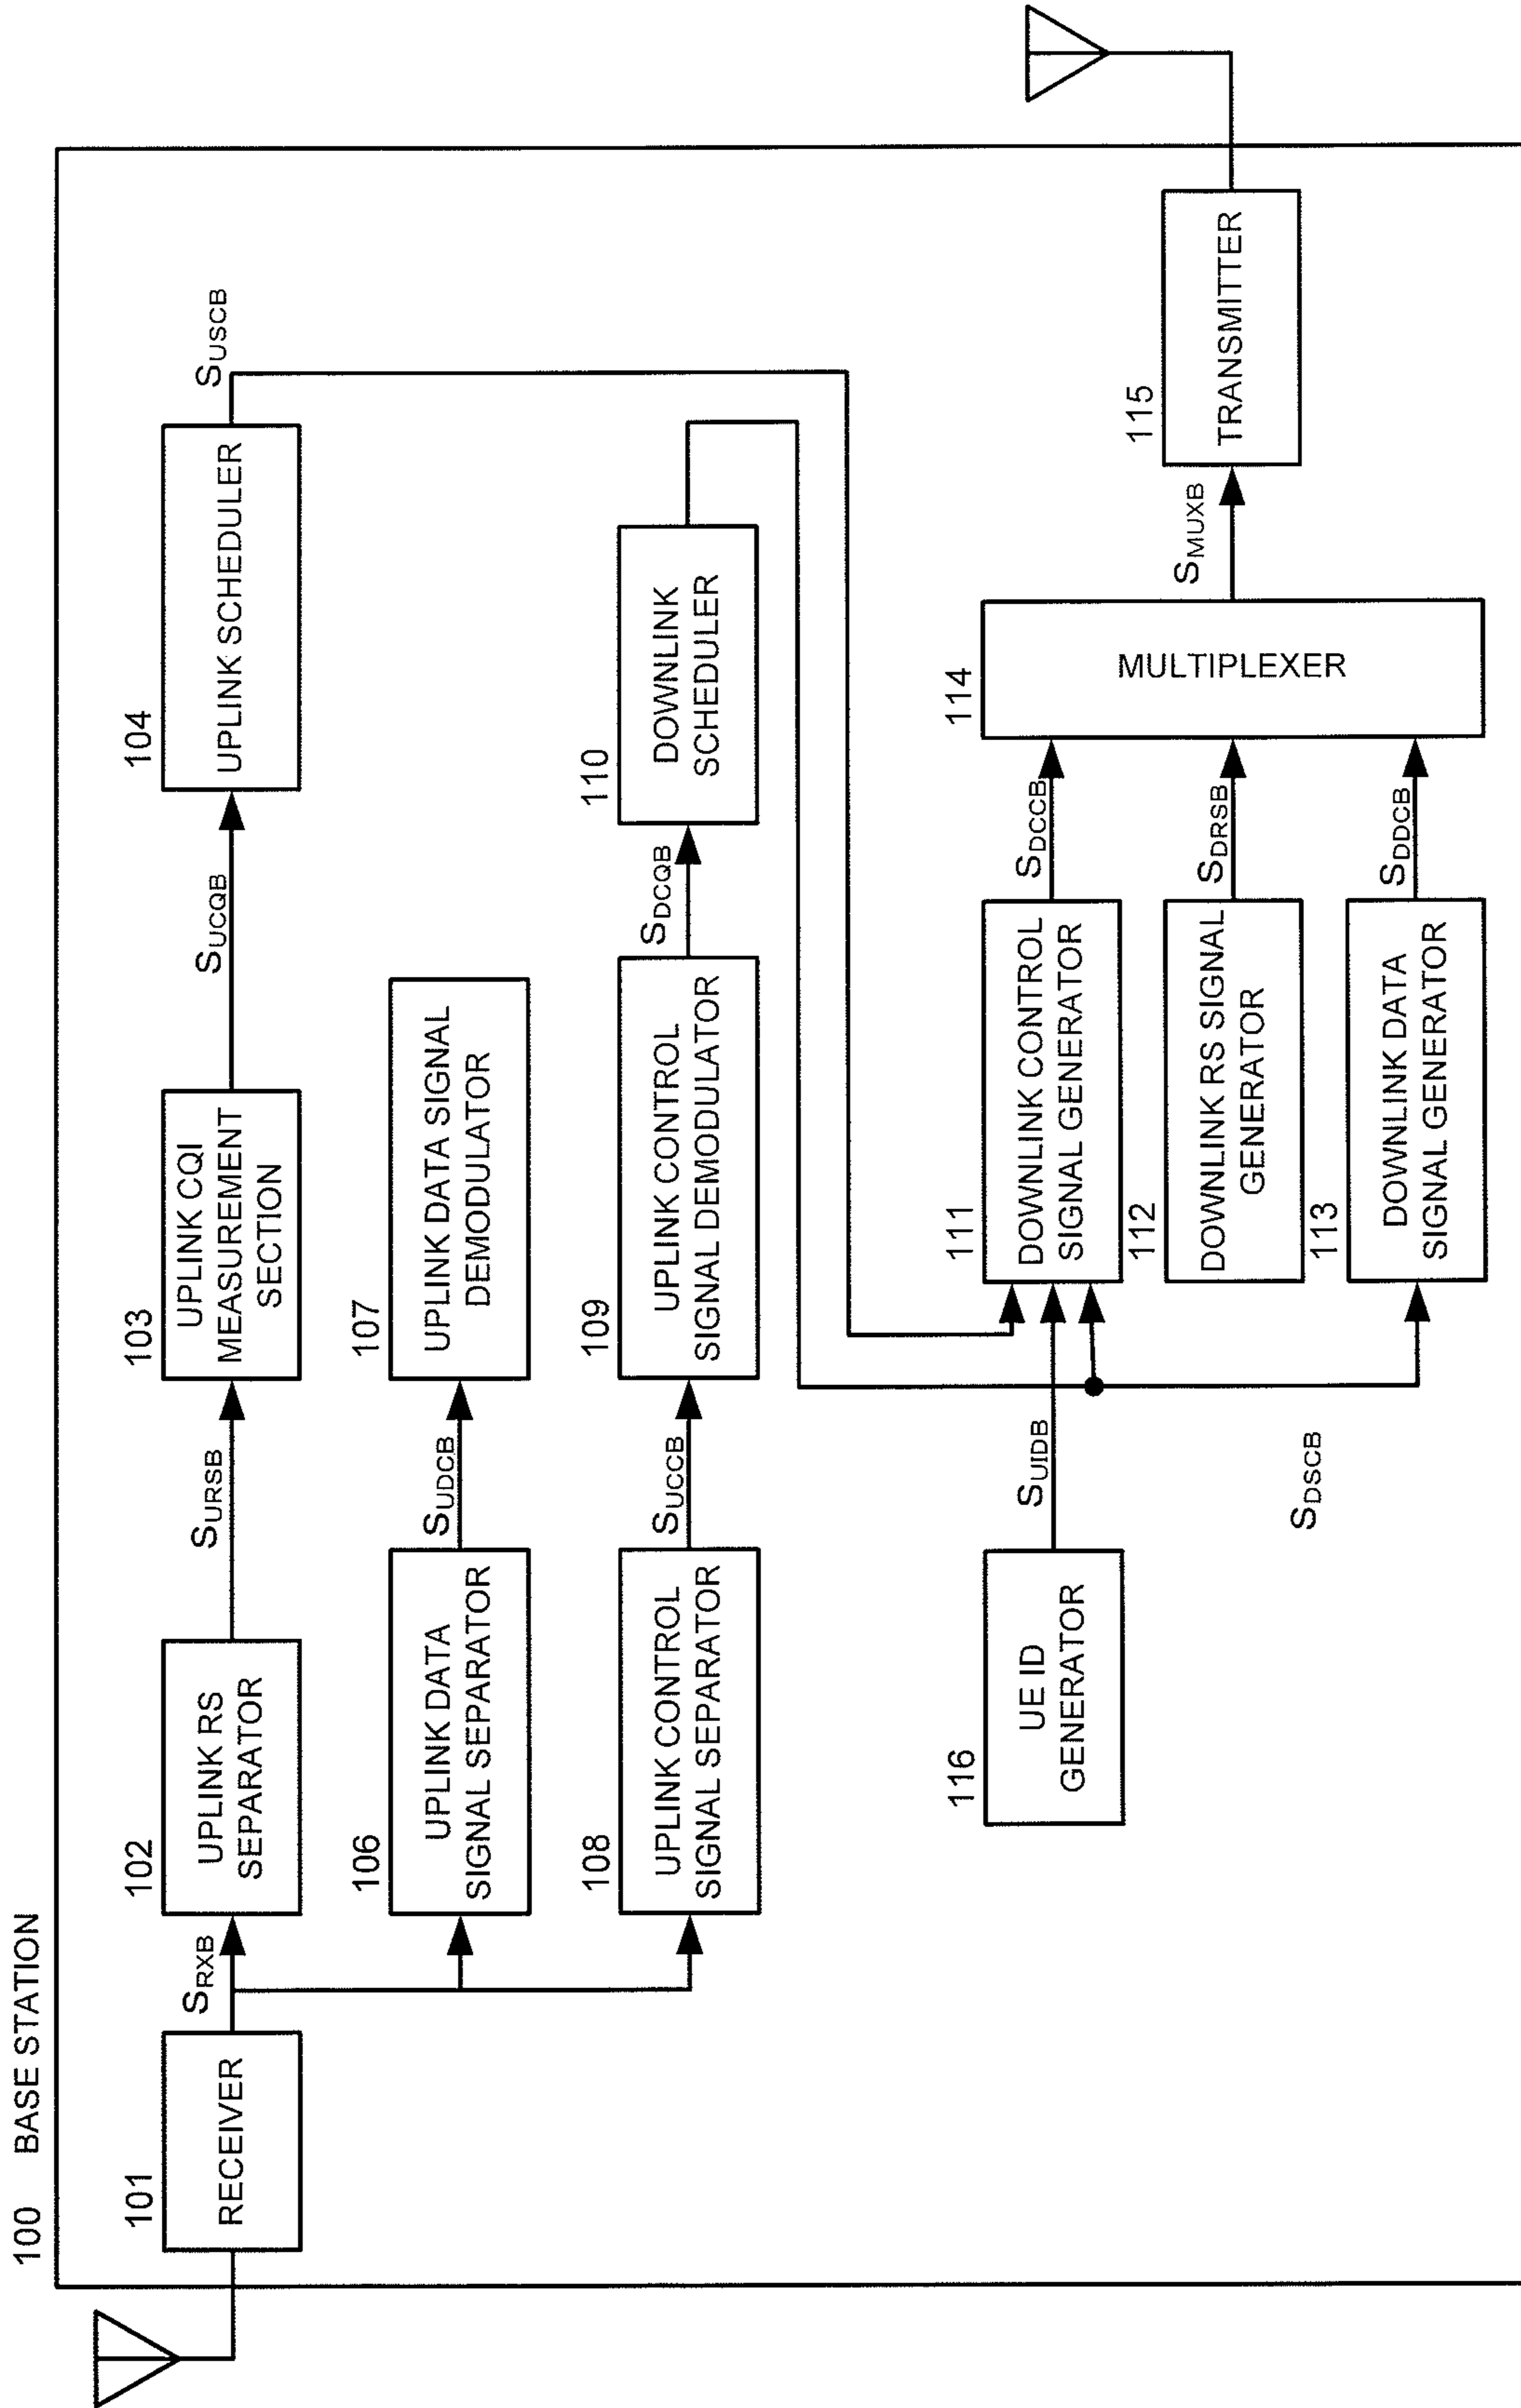 100 BASE STATION
101
RECEIVER
SRXB
102
UPLINK RS
SEPARATOR
SURSB
103
UPLINK CQI
MEASUREMENT
SECTION
SUCQB
104
UPLINK SCHEDULER
SUSCB
106
UPLINK DATA
SIGNAL SEPARATOR
SUDCB
107
UPLINK DATA SIGNAL
DEMODULATOR
108
UPLINK CONTROL
SIGNAL SEPARATOR
SUCCB
109
UPLINK CONTROL
SIGNAL DEMODULATOR
SDCQB
110
DOWNLINK
SCHEDULER
116
UE ID
GENERATOR
SUIDB
SDSCB
111
DOWNLINK CONTROL
SIGNAL GENERATOR
SDCCB
112
DOWNLINK RS SIGNAL
GENERATOR
SDRSB
113
DOWNLINK DATA
SIGNAL GENERATOR
SDDCB
114
MULTIPLEXER
SMUXB
115
TRANSMITTER